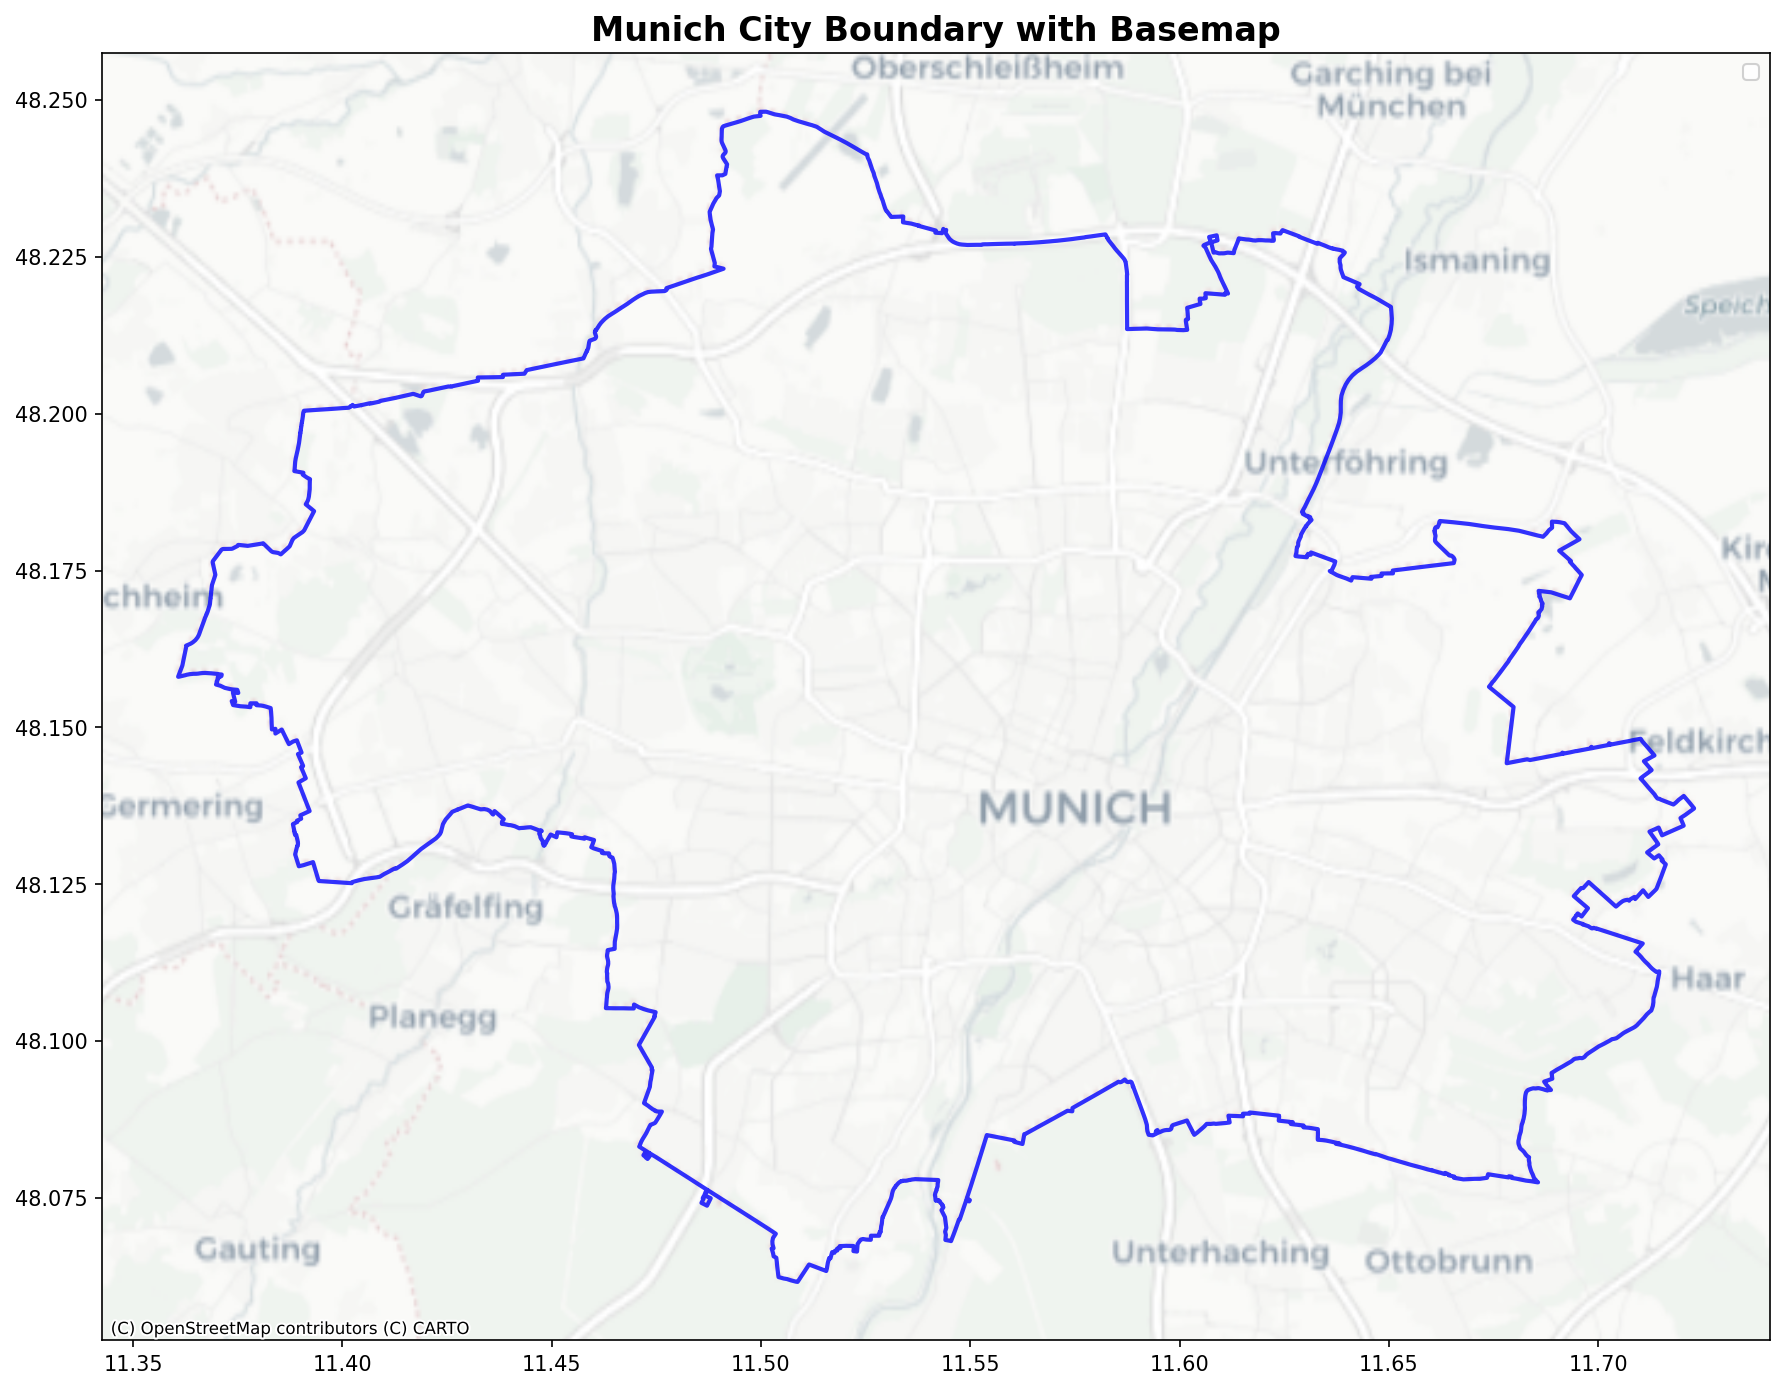 Munich City Boundary with Basemap
Oberschleißheim
Garching bei
München
Ismaning
Speich
Unterföhring
Kir
chheim
Feldkirch
Germering
MUNICH
Gräfelfing
Haar
Planegg
Gauting
Unterhaching
Ottobrunn
(C) OpenStreetMap contributors (C) CARTO
48.250
48.225
48.200
48.175
48.150
48.125
48.100
48.075
11.35 11.40 11.45 11.50 11.55 11.60 11.65 11.70